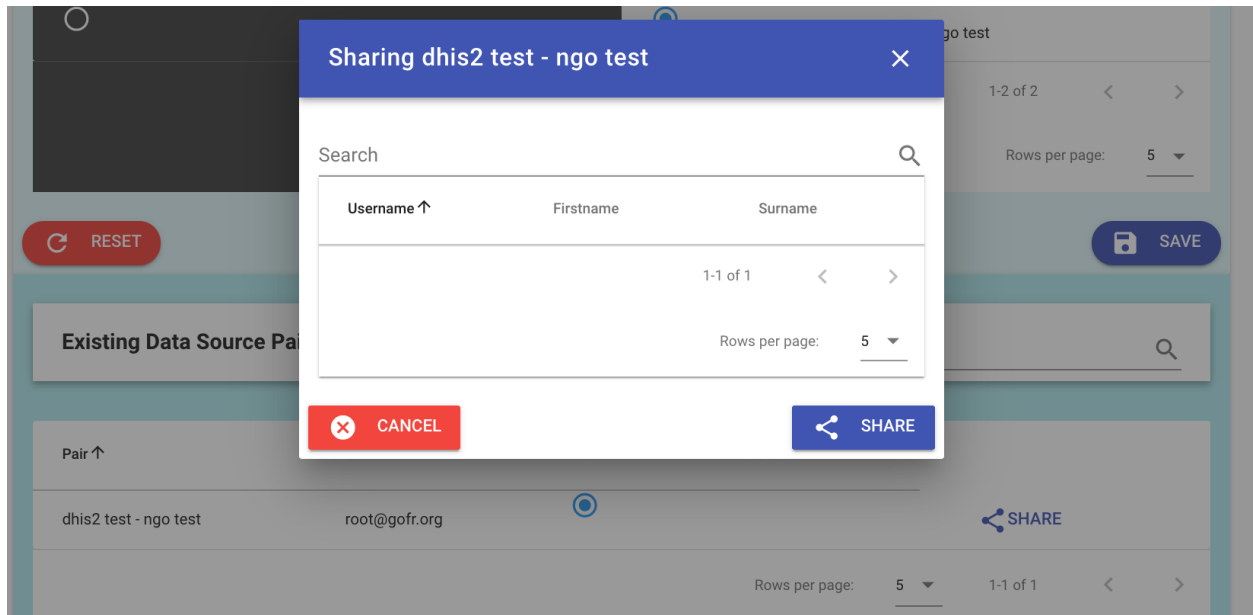 Sharing dhis2 test - ngo test
go test
1-2 of 2
Search
Rows per page: 5
Username Firstname Surname
RESET
SAVE
1-1 of 1
Rows per page: 5
Existing Data Source Pai
CANCEL
SHARE
Pair
dhis2 test - ngo test root@gofr.org SHARE
Rows per page: 5 1-1 of 1